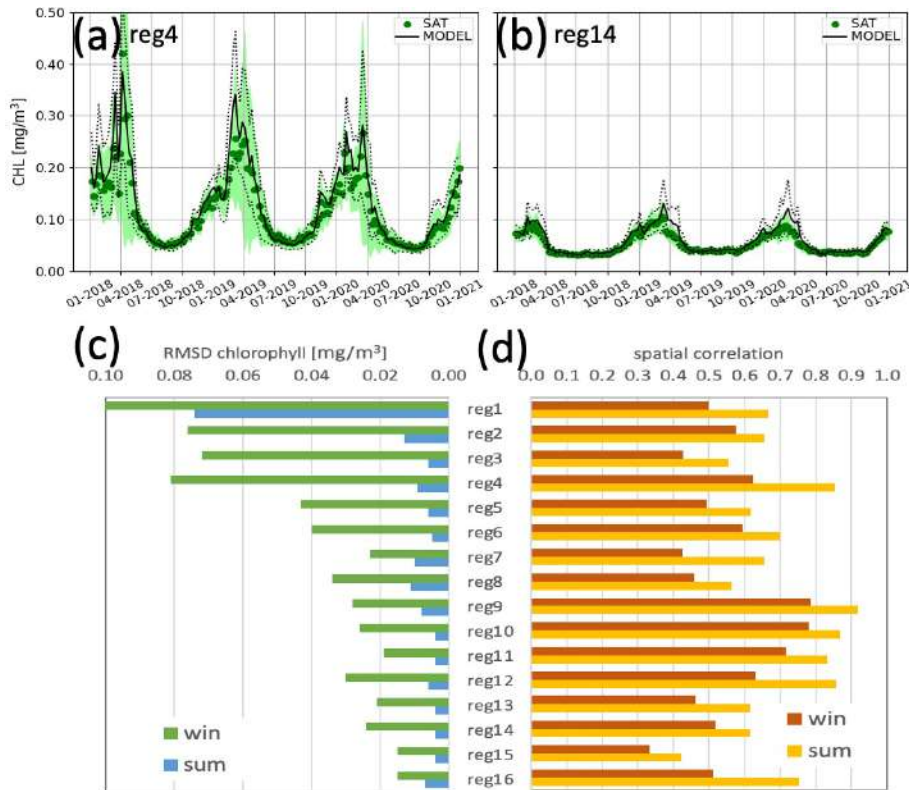 (a) reg4
SAT
MODEL
CHL [mg/m³]
0.50
0.40
0.30
0.20
0.10
0.00
01-2018
04-2018
07-2018
10-2018
01-2019
04-2019
07-2019
10-2019
01-2020
04-2020
07-2020
10-2020
01-2021
(b) reg14
SAT
MODEL
01-2018
04-2018
07-2018
10-2018
01-2019
04-2019
07-2019
10-2019
01-2020
04-2020
07-2020
10-2020
01-2021
(c) RMSD chlorophyll [mg/m³]
0.10 0.08 0.06 0.04 0.02 0.00
(d) spatial correlation
0.0 0.1 0.2 0.3 0.4 0.5 0.6 0.7 0.8 0.9 1.0
reg1
reg2
reg3
reg4
reg5
reg6
reg7
reg8
reg9
reg10
reg11
reg12
reg13
reg14
reg15
reg16
win
sum
win
sum